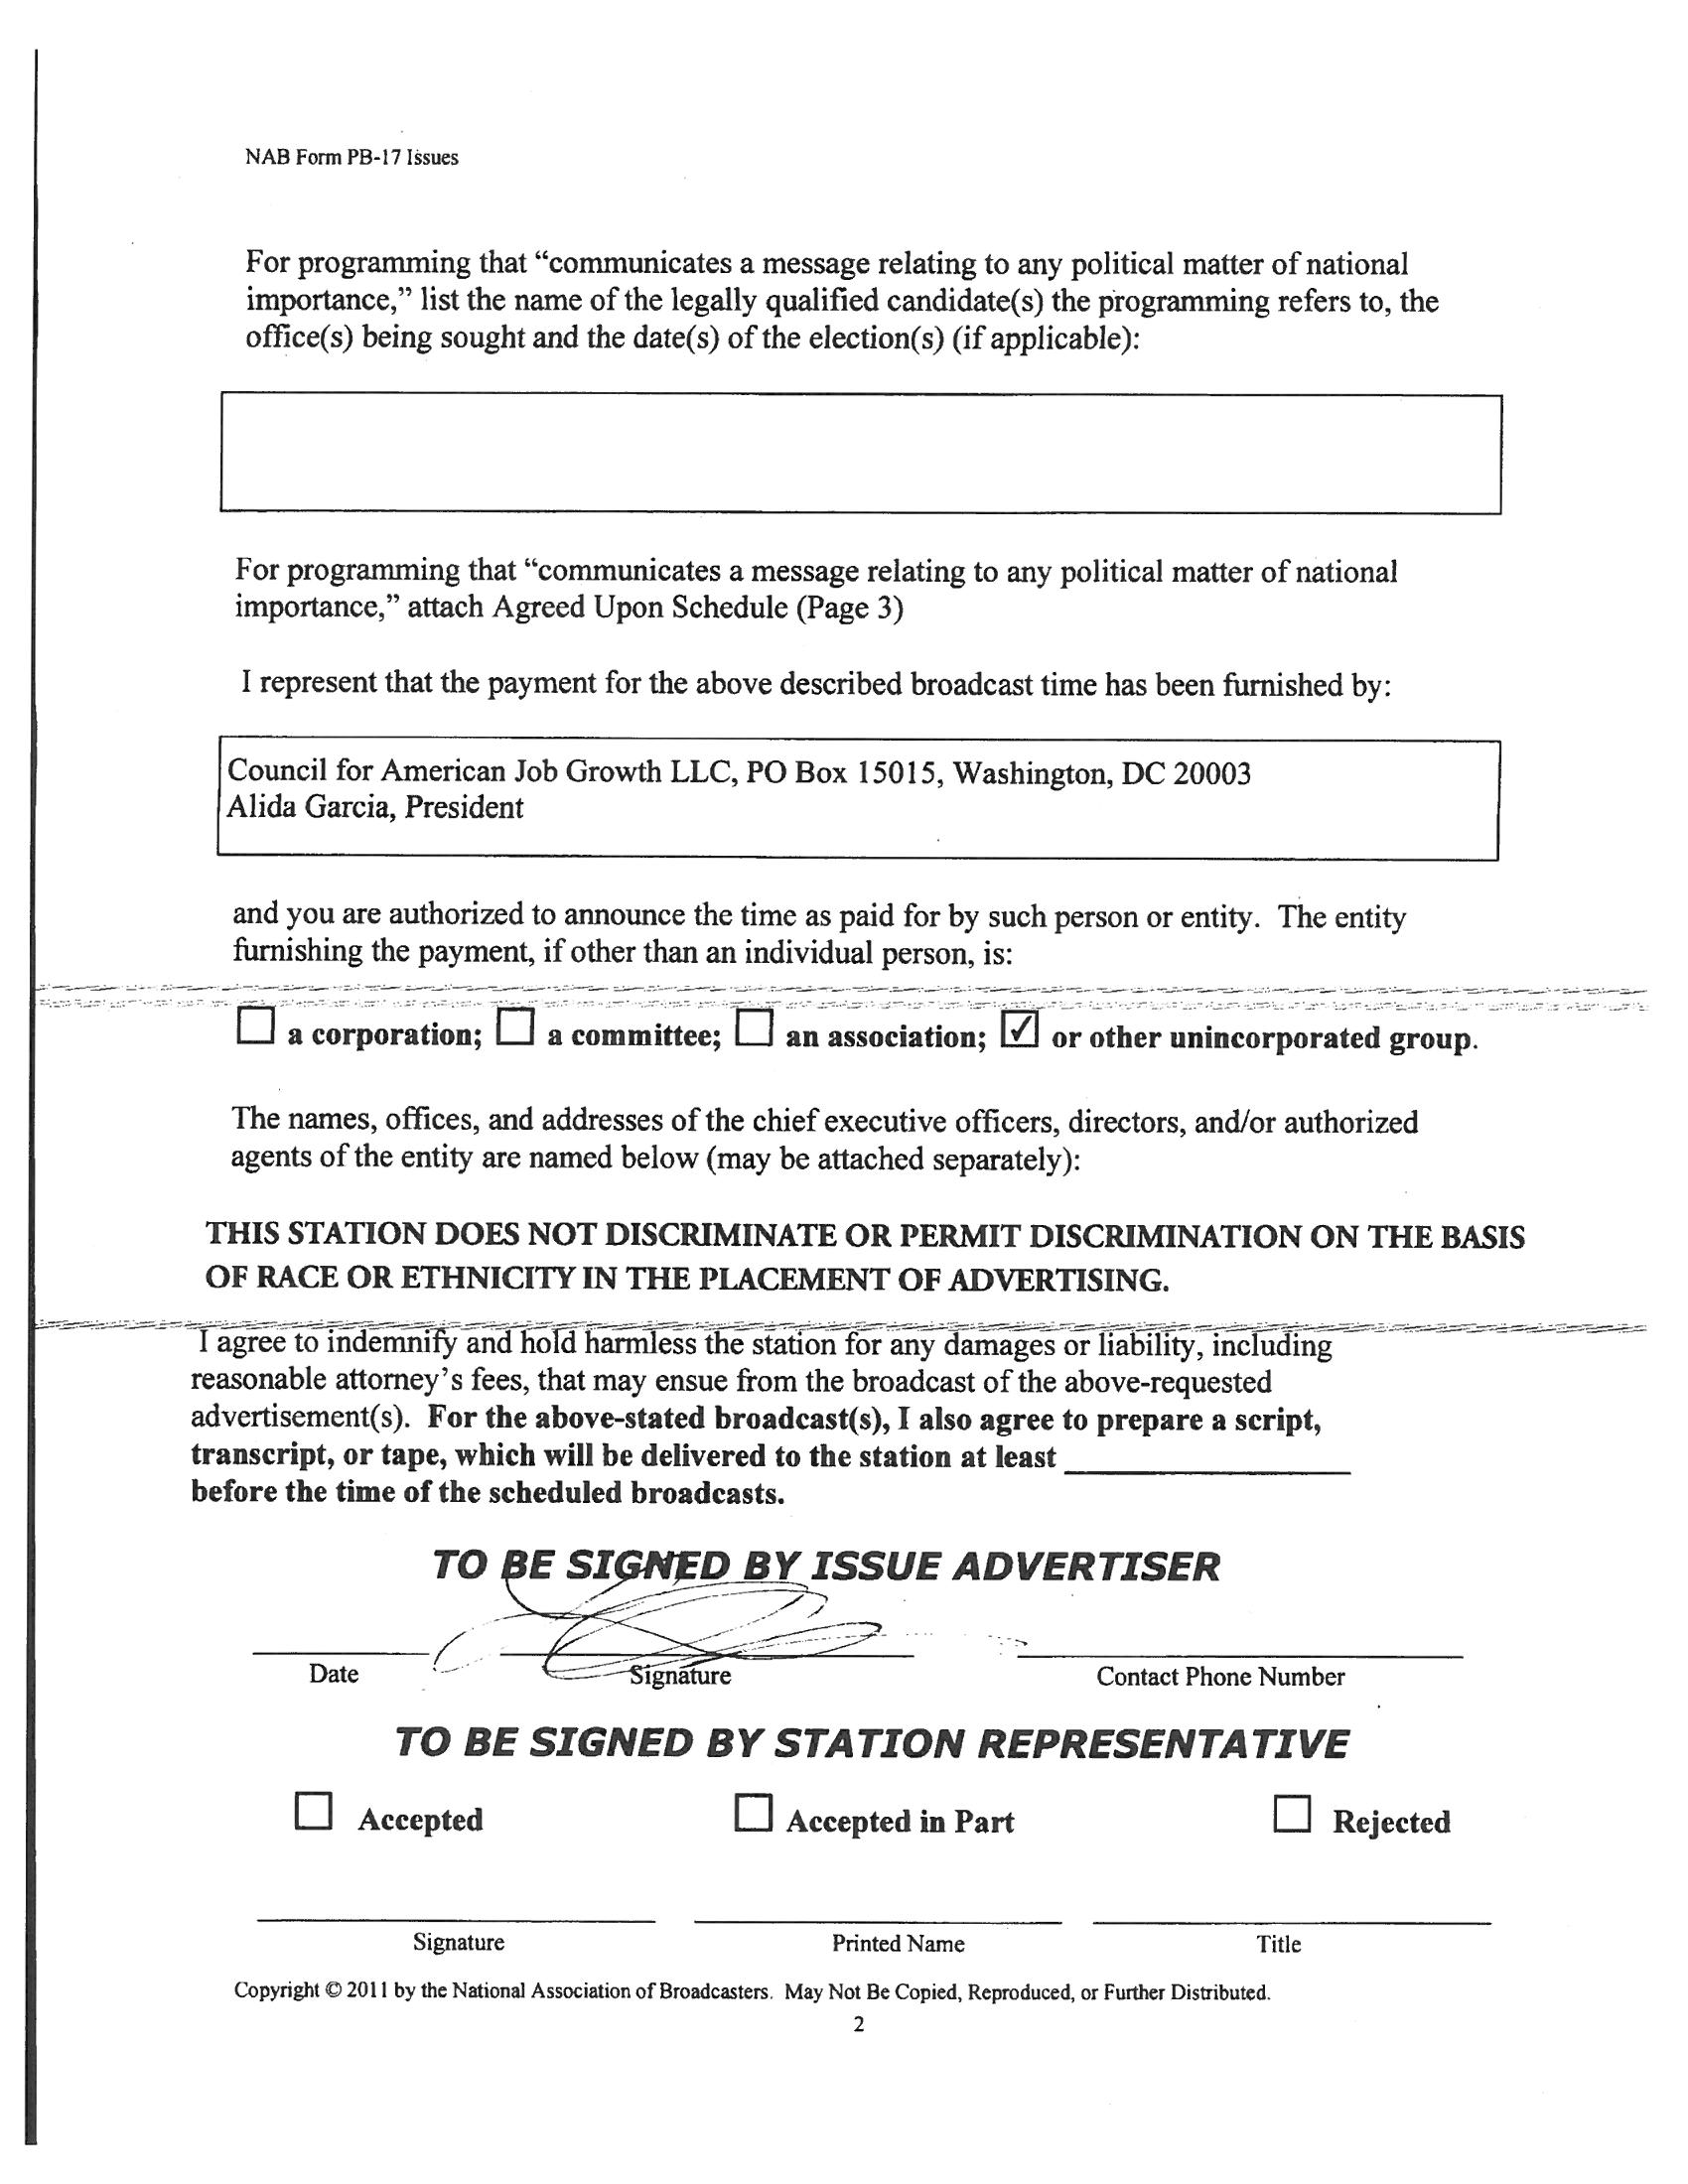 NAB Form PB-17 Issues
For programming that “communicates a message relating to any political matter of national
importance,” list the name of the legally qualified candidate(s) the programming refers to, the
office(s) being sought and the date(s) of the election(s) (if applicable):
For programming that “communicates a message relating to any political matter of national
importance,” attach Agreed Upon Schedule (Page 3)
I represent that the payment for the above described broadcast time has been furnished by:
Council for American Job Growth LLC, PO Box 15015, Washington, DC 20003
Alida Garcia, President
and you are authorized to announce the time as paid for by such person or entity. The entity
furnishing the payment, if other than an individual person, is:
☐ a corporation; ☐ a committee; ☐ an association; ☑ or other unincorporated group.
The names, offices, and addresses of the chief executive officers, directors, and/or authorized
agents of the entity are named below (may be attached separately):
THIS STATION DOES NOT DISCRIMINATE OR PERMIT DISCRIMINATION ON THE BASIS
OF RACE OR ETHNICITY IN THE PLACEMENT OF ADVERTISING.
I agree to indemnify and hold harmless the station for any damages or liability, including
reasonable attorney’s fees, that may ensue from the broadcast of the above-requested
advertisement(s). For the above-stated broadcast(s), I also agree to prepare a script,
transcript, or tape, which will be delivered to the station at least
before the time of the scheduled broadcasts.
TO BE SIGNED BY ISSUE ADVERTISER
Date Signature Contact Phone Number
TO BE SIGNED BY STATION REPRESENTATIVE
☐ Accepted ☐ Accepted in Part ☐ Rejected
Signature Printed Name Title
Copyright © 2011 by the National Association of Broadcasters. May Not Be Copied, Reproduced, or Further Distributed.
2